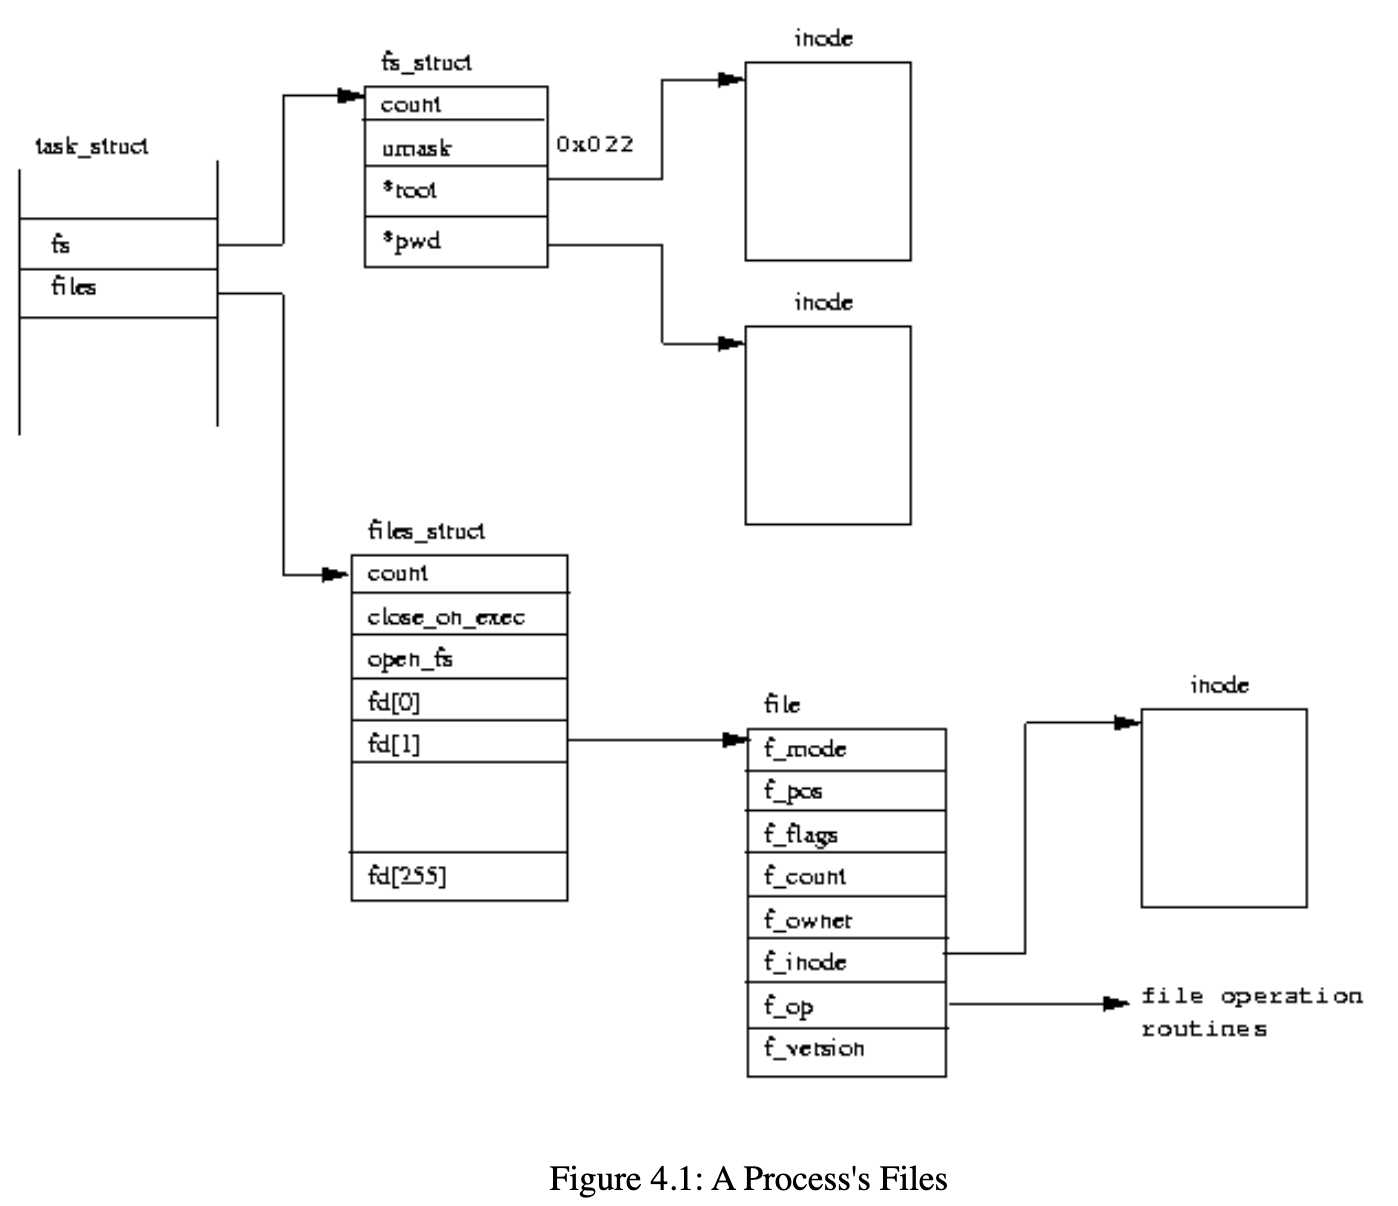 inode
fs_struct
count
umask
0x022
*root
*pwd
task_struct
fs
files
inode
files_struct
count
close_on_exec
open_fs
fd[0]
fd[1]
fd[255]
file
f_mode
f_pos
f_flags
f_count
f_owner
f_inode
f_op
f_version
inode
file operation
routines
Figure 4.1: A Process's Files